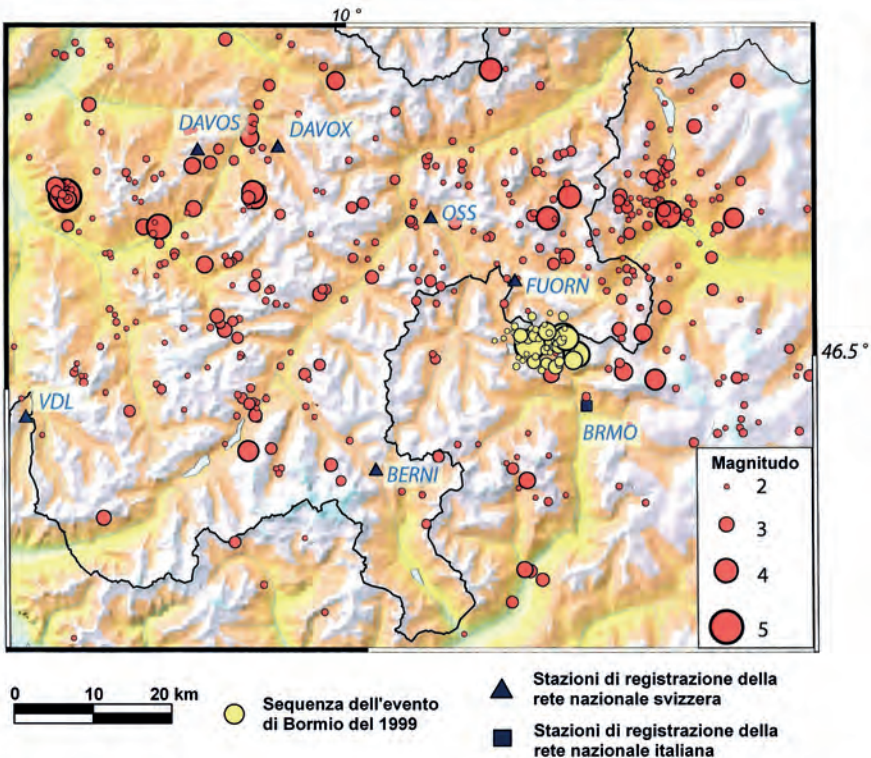 10°
DAVOS
DAVOX
OSS
FUORN
46.5°
VDL
BRMO
BERNI
Magnitudo
2
3
4
5
0 10 20 km
Sequenza dell'evento
di Bormio del 1999
Stazioni di registrazione della
rete nazionale svizzera
Stazioni di registrazione della
rete nazionale italiana